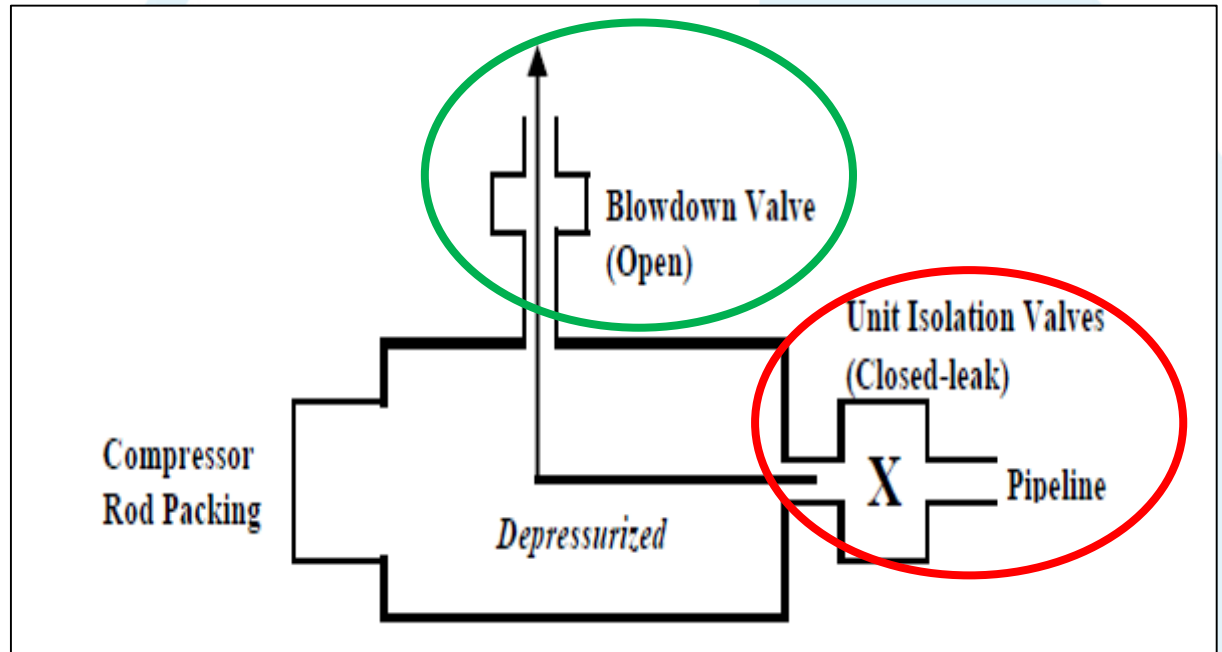 Blowdown Valve
(Open)
Unit Isolation Valves
(Closed-leak)
Compressor
Rod Packing
X
Pipeline
Depressurized